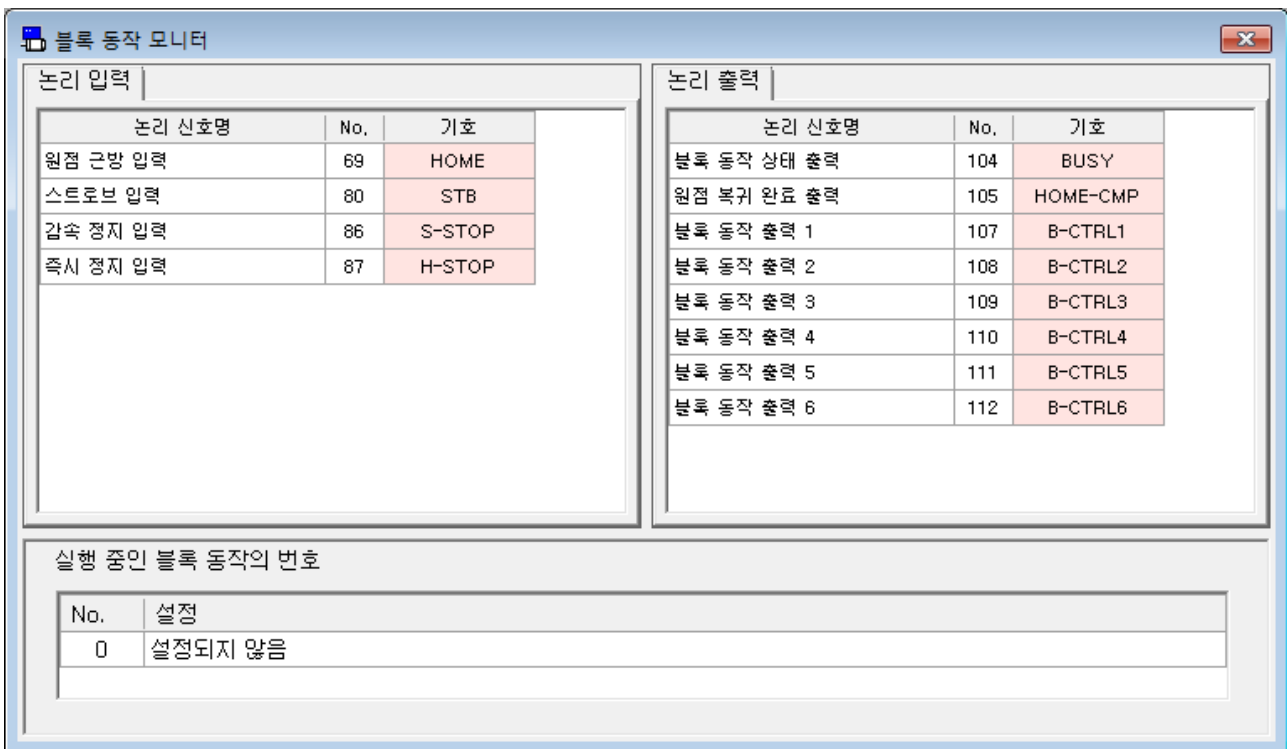 블록 동작 모니터
논리 입력
논리 신호명 No. 기호
원점 근방 입력 69 HOME
스트로브 입력 80 STB
감속 정지 입력 86 S-STOP
즉시 정지 입력 87 H-STOP
논리 출력
논리 신호명 No. 기호
블록 동작 상태 출력 104 BUSY
원점 복귀 완료 출력 105 HOME-CMP
블록 동작 출력 1 107 B-CTRL1
블록 동작 출력 2 108 B-CTRL2
블록 동작 출력 3 109 B-CTRL3
블록 동작 출력 4 110 B-CTRL4
블록 동작 출력 5 111 B-CTRL5
블록 동작 출력 6 112 B-CTRL6
실행 중인 블록 동작의 번호
No. 설정
0 설정되지 않음